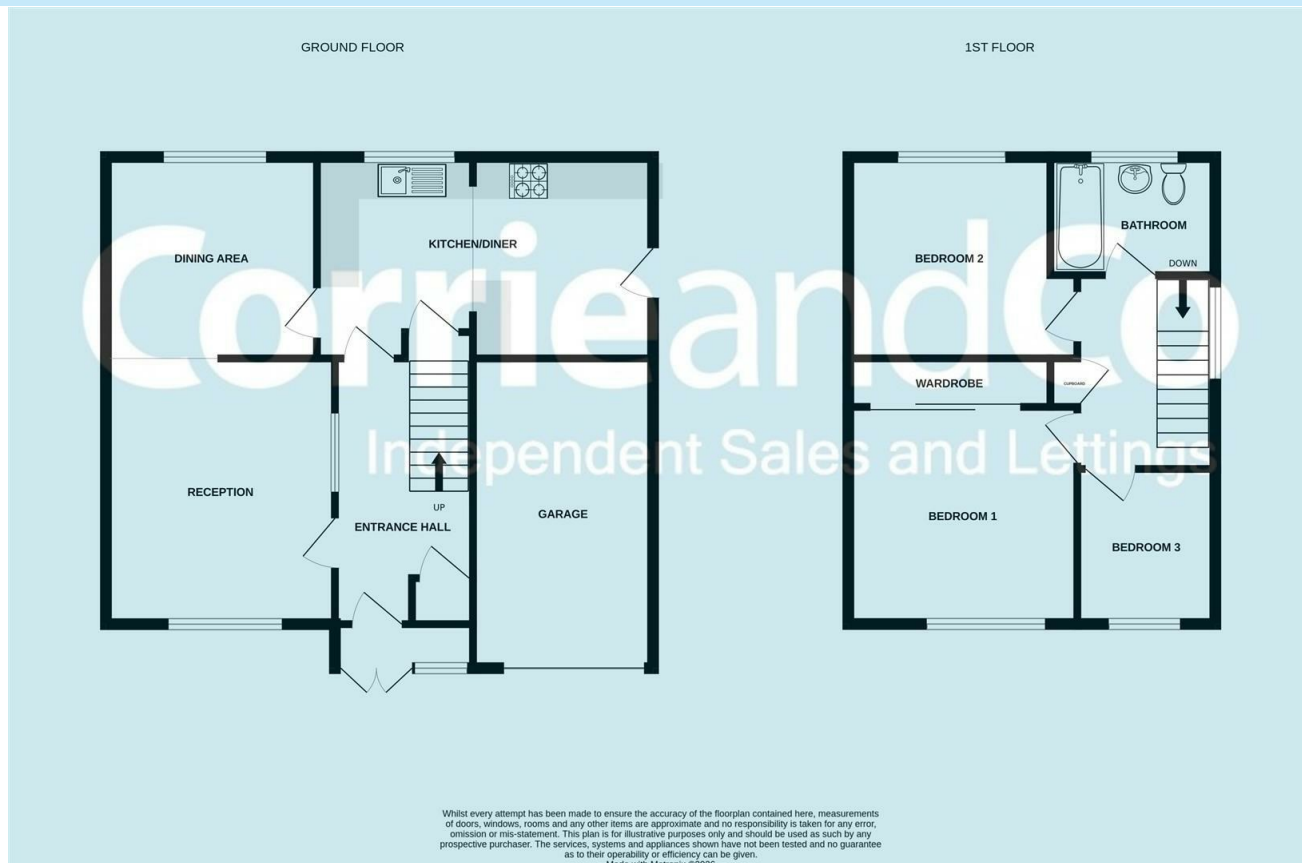 GROUND FLOOR
1ST FLOOR
DINING AREA
KITCHEN/DINER
RECEPTION
UP
ENTRANCE HALL
GARAGE
BATHROOM
BEDROOM 2
DOWN
WARDROBE
CUPBOARD
BEDROOM 1
BEDROOM 3
CorrieandCo
Independent Sales and Lettings
Whilst every attempt has been made to ensure the accuracy of the floorplan contained here, measurements
of doors, windows, rooms and any other items are approximate and no responsibility is taken for any error,
omission or mis-statement. This plan is for illustrative purposes only and should be used as such by any
prospective purchaser. The services, systems and appliances shown have not been tested and no guarantee
as to their operability or efficiency can be given.
Made with Metropix